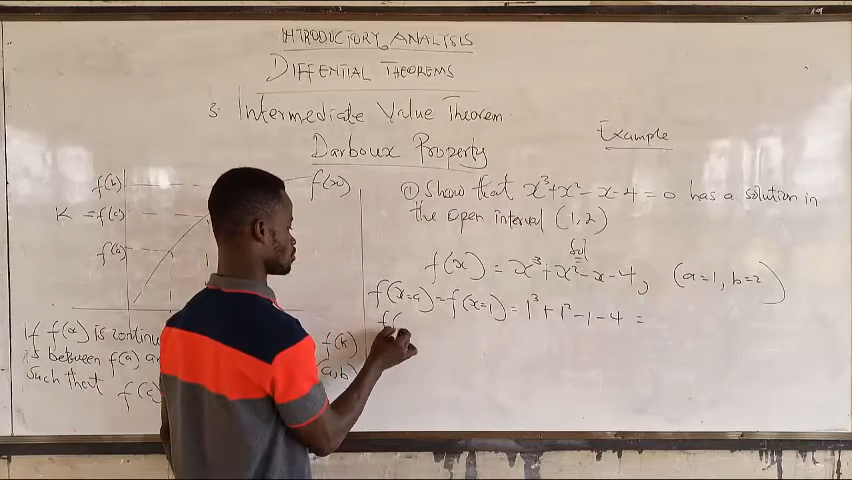 INTRODUCTORY ANALYSIS
DIFFENTIAL THEOREMS
3. Intermediate Value Theorem
Darboux Property
f(b)
f(x)
K = f(c)
f(a)
If f(x) is continu
is between f(a) a
f(k)
such that f(c)
(a,b)
Example
① Show that x³+x²-x-4=0 has a solution in
the open interval (1,2)
Sol
f(x) = x³+x²-x-4, (a=1, b=2)
f(x=a) = f(x=1) = 1³+1²-1-4 =
f(